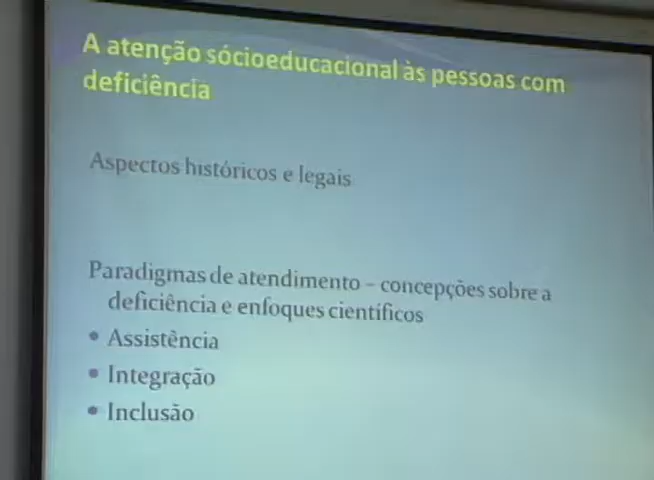 A atenção sócioeducacional às pessoas com
deficiência
Aspectos históricos e legais
Paradigmas de atendimento – concepções sobre a
deficiência e enfoques científicos
• Assistência
• Integração
• Inclusão